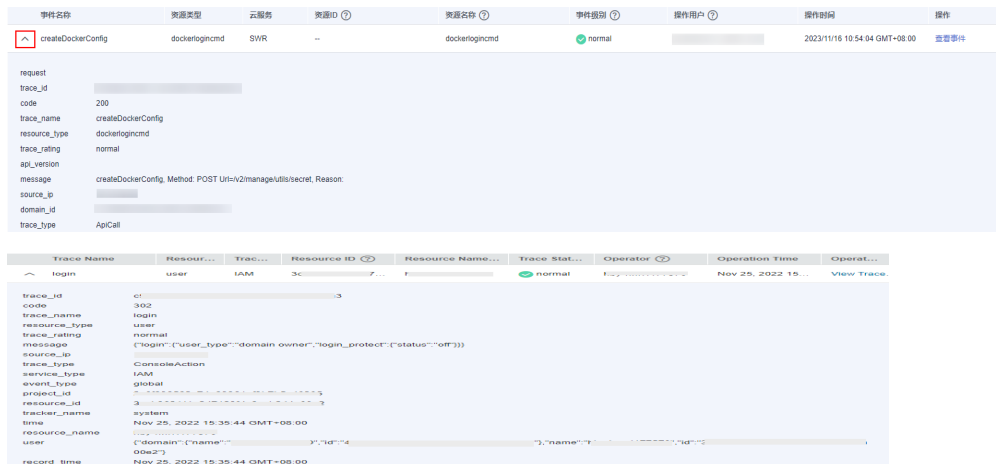 事件名称 资源类型 云服务 资源ID ? 资源名称 ? 事件级别 ? 操作用户 ? 操作时间 操作
createDockerConfig dockerlogincmd SWR -- dockerlogincmd normal 2023/11/16 10:54:04 GMT+08:00 查看事件
request
trace_id
code 200
trace_name createDockerConfig
resource_type dockerlogincmd
trace_rating normal
api_version
message createDockerConfig, Method: POST Url=/v2/manage/utils/secret, Reason:
source_ip
domain_id
trace_type ApiCall
Trace Name Resour... Trac... Resource ID ? Resource Name... Trace Stat... Operator ? Operation Time Operat...
login user IAM normal Nov 25, 2022 15... View Trace
trace_id
code 302
trace_name login
resource_type user
trace_rating normal
message {"login":{"user_type":"domain owner","login_protect":{"status":"off"}}}
source_ip
trace_type ConsoleAction
service_type IAM
event_type global
project_id
resource_id
tracker_name system
time Nov 25, 2022 15:35:44 GMT+08:00
resource_name
user {"domain":{"name":" ","id":" "},"name":" ","id":"
00e2"}
record_time Nov 25, 2022 15:35:44 GMT+08:00